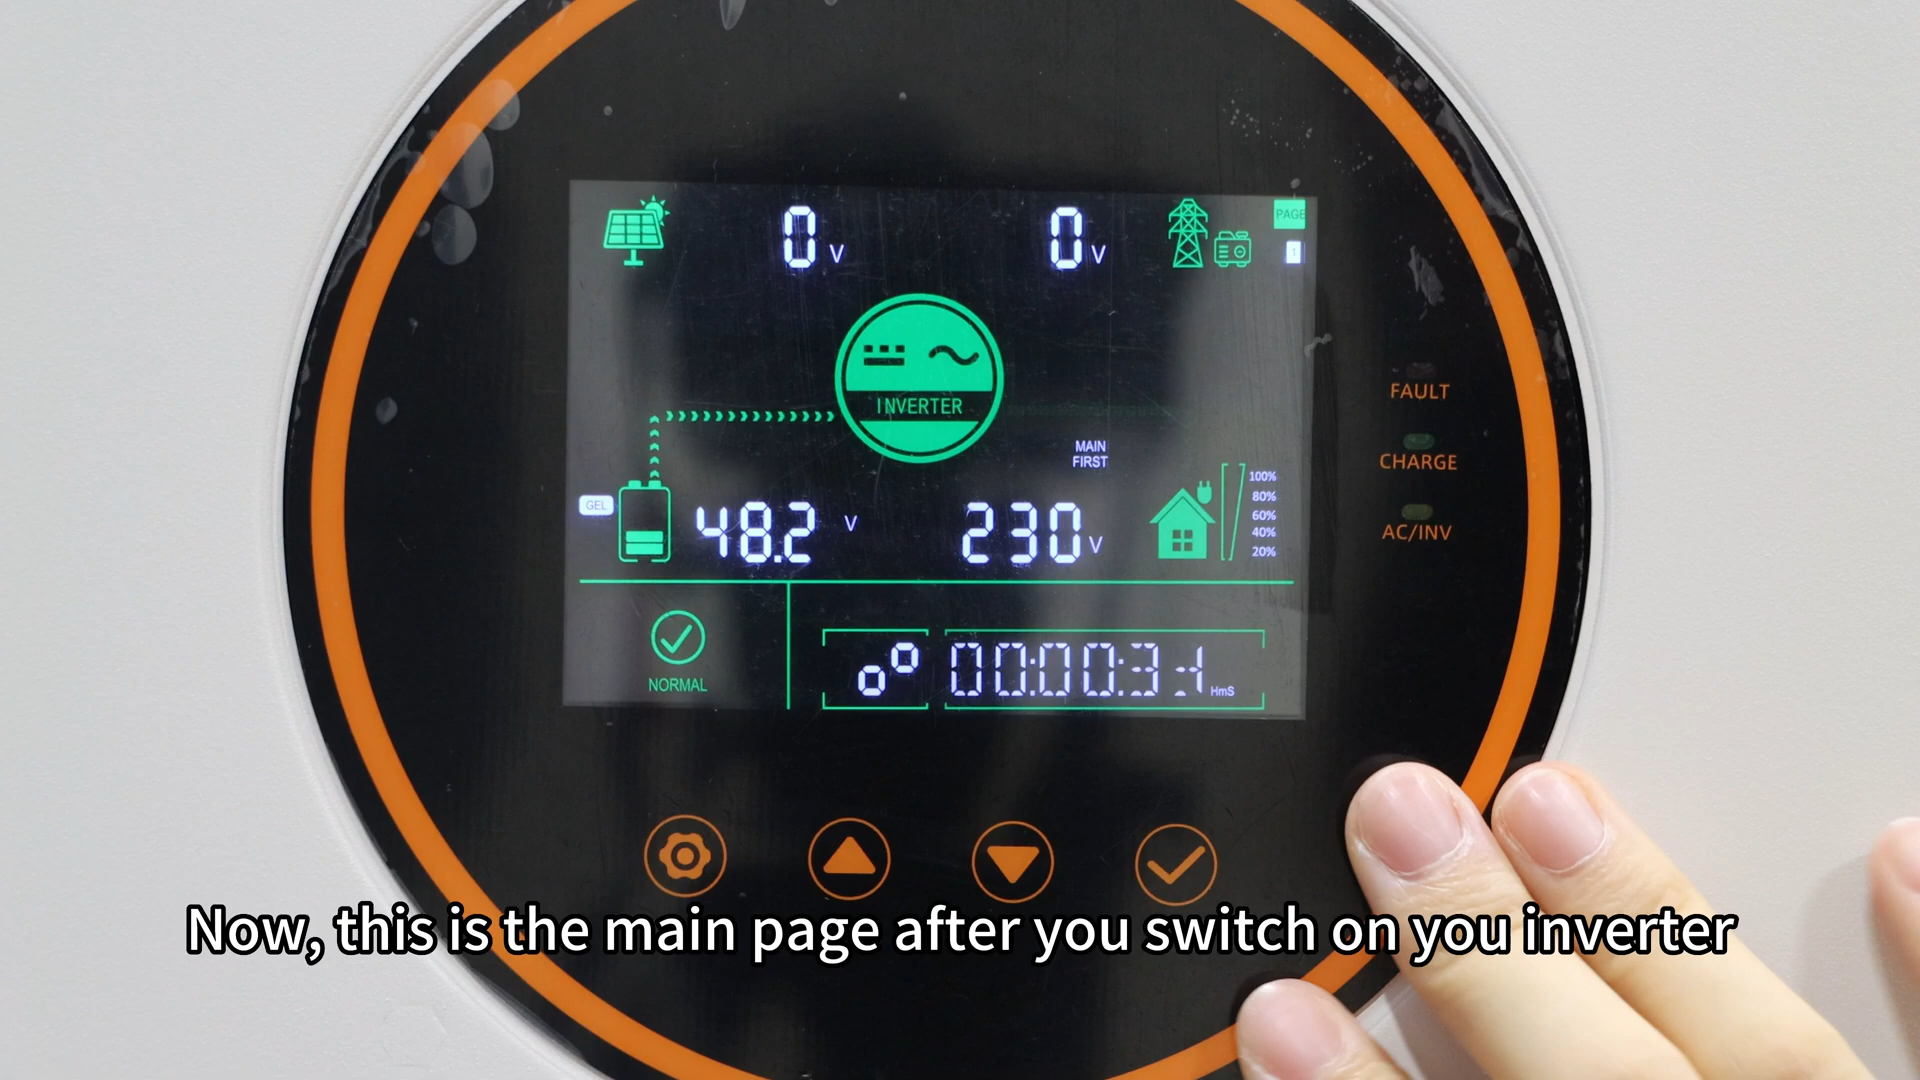 0 V
0 V
PAGE
1
INVERTER
MAIN
FIRST
GEL
48.2 V
230 V
100%
80%
60%
40%
20%
FAULT
CHARGE
AC/INV
NORMAL
HmS
Now, this is the main page after you switch on you inverter